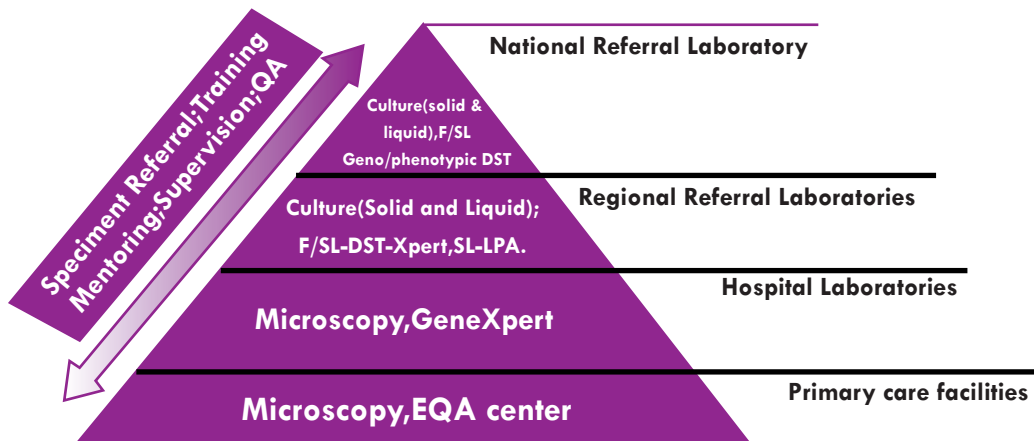 Speciment Referral;Training
Mentoring;Supervision;QA
National Referral Laboratory
Culture(solid &
liquid),F/SL
Geno/phenotypic DST
Regional Referral Laboratories
Culture(Solid and Liquid);
F/SL-DST-Xpert,SL-LPA.
Hospital Laboratories
Microscopy,GeneXpert
Primary care facilities
Microscopy,EQA center